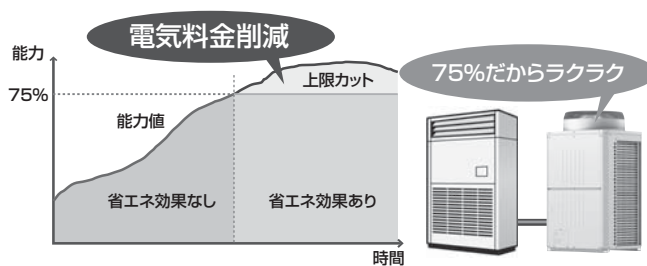 電気料金削減
能力
75%
能力値
上限カット
省エネ効果なし
省エネ効果あり
時間
75%だからラクラク